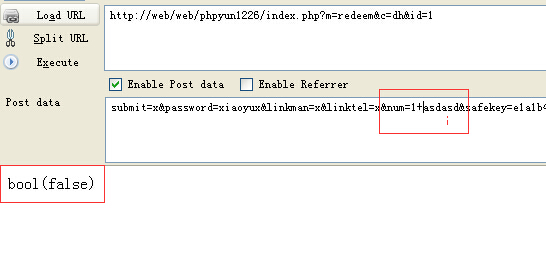 Load URL
http://web/web/phpyun1226/index.php?m=redeem&c=dh&id=1
Split URL
Execute
Enable Post data Enable Referrer
Post data
submit=x&password=xiaoyux&linkman=x&linktel=x&num=1+asdasd&safekey=e1a1b4
bool(false)